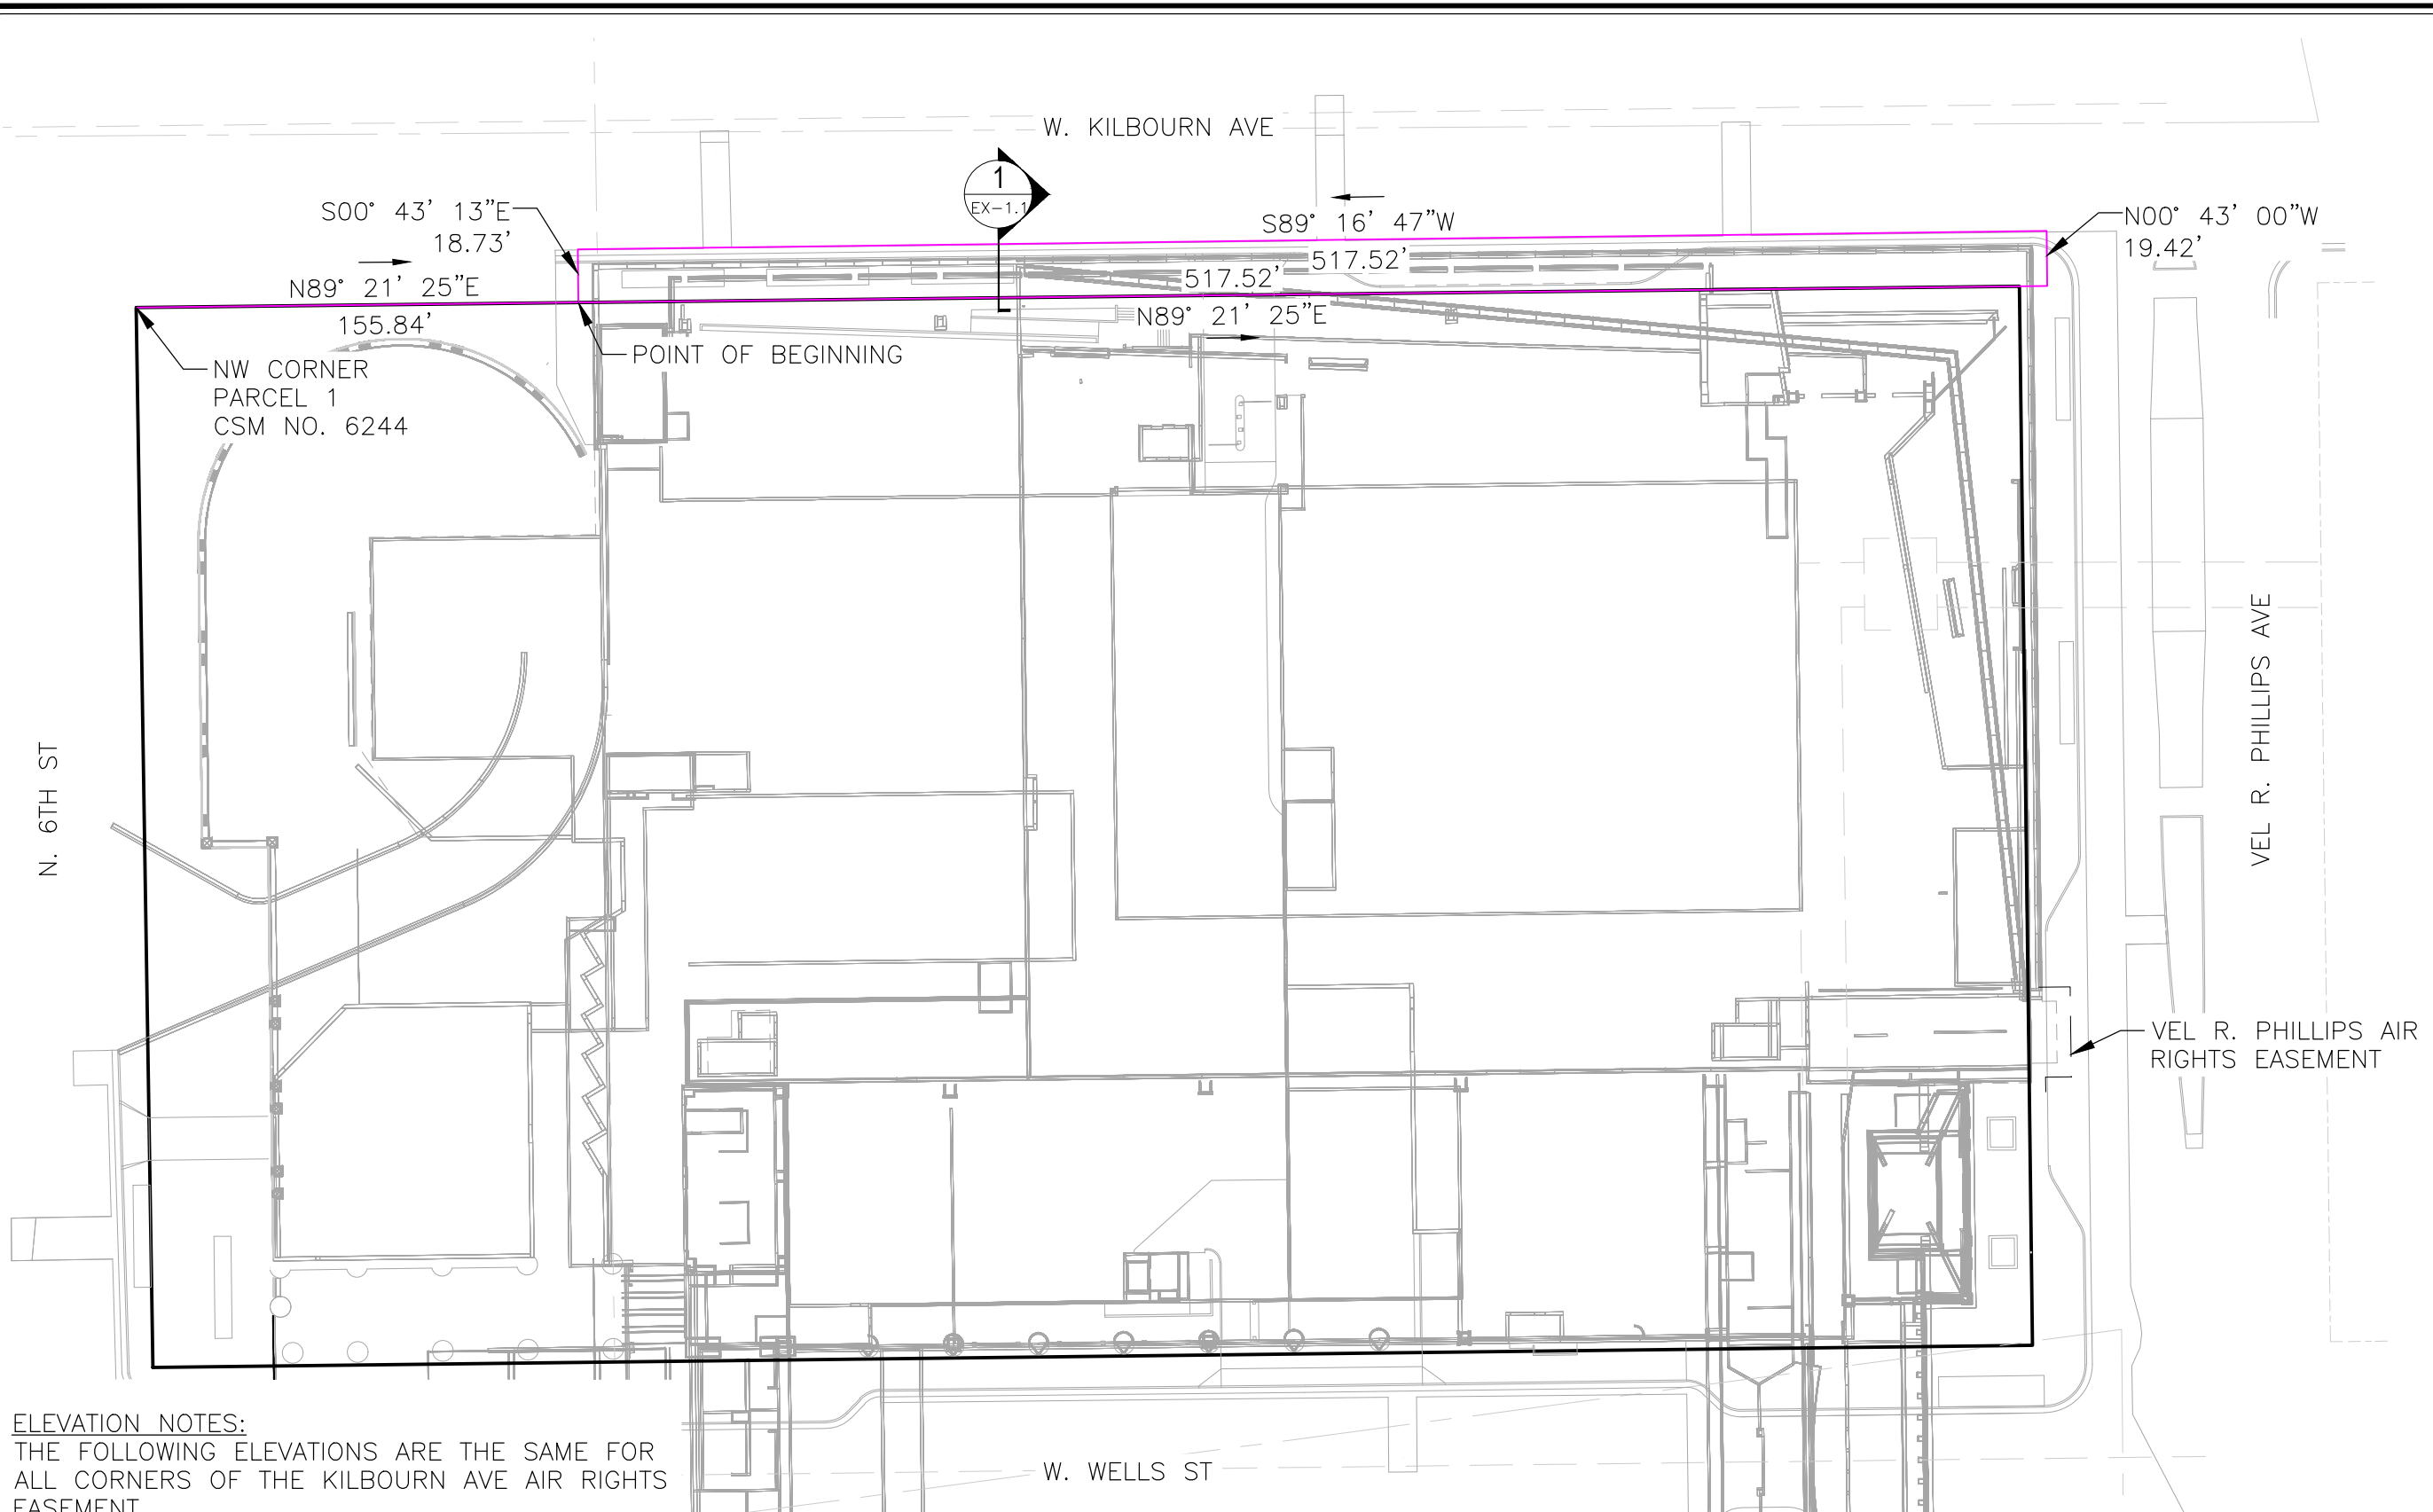 W. KILBOURN AVE
1
EX-1.1
S00° 43' 13"E
18.73'
N89° 21' 25"E
155.84'
S89° 16' 47"W
517.52'
517.52'
N89° 21' 25"E
N00° 43' 00"W
19.42'
POINT OF BEGINNING
NW CORNER
PARCEL 1
CSM NO. 6244
N. 6TH ST
VEL R. PHILLIPS AVE
VEL R. PHILLIPS AIR
RIGHTS EASEMENT
W. WELLS ST
ELEVATION NOTES:
THE FOLLOWING ELEVATIONS ARE THE SAME FOR
ALL CORNERS OF THE KILBOURN AVE AIR RIGHTS
EASEMENT